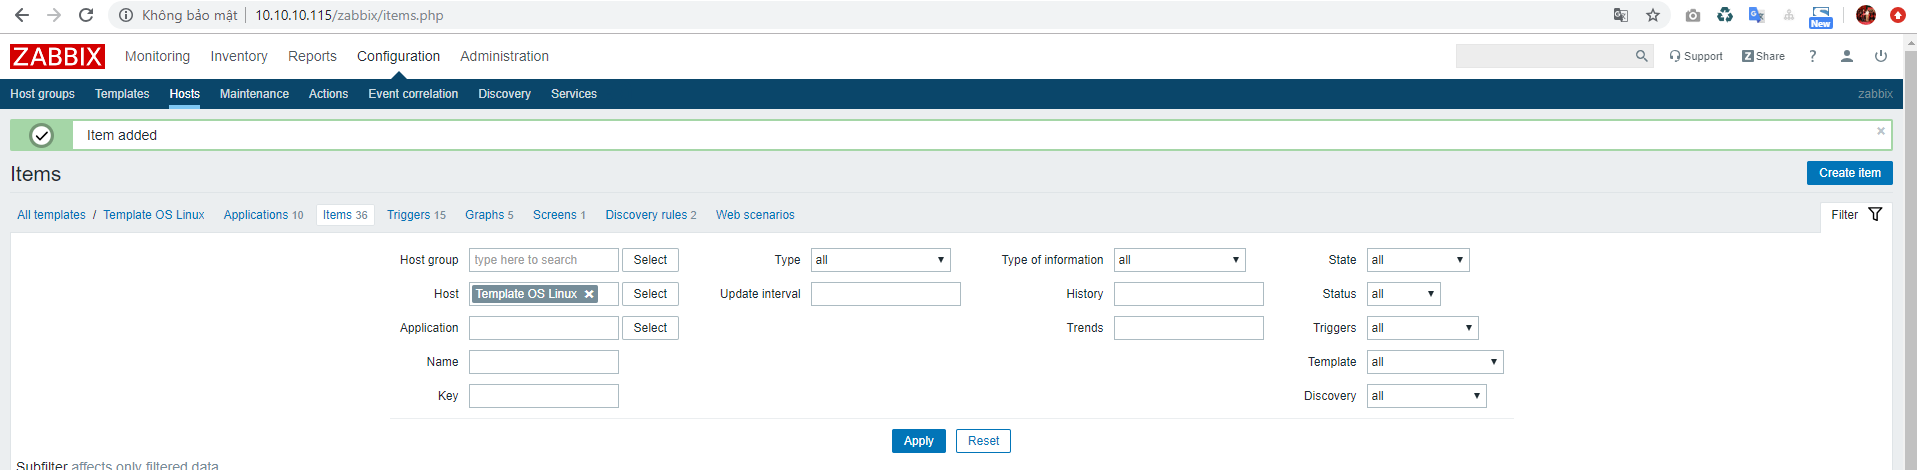 Không bảo mật | 10.10.10.115/zabbix/items.php
New
ZABBIX Monitoring Inventory Reports Configuration Administration
Z Support Z Share ?
Host groups Templates Hosts Maintenance Actions Event correlation Discovery Services zabbix
Item added
Items Create item
All templates / Template OS Linux Applications 10 Items 36 Triggers 15 Graphs 5 Screens 1 Discovery rules 2 Web scenarios Filter
Host group type here to search Select Type all Type of information all State all
Host Template OS Linux Select Update interval History Status all
Application Select Trends Triggers all
Name Template all
Key Discovery all
Apply Reset
Subfilter affects only filtered data